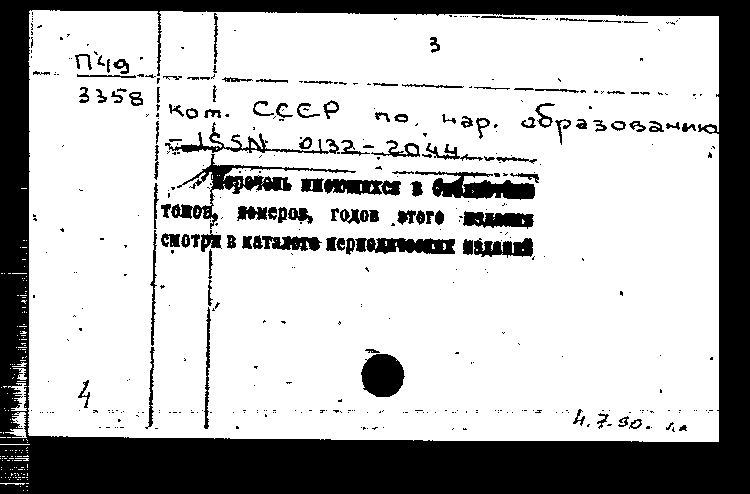 3
П49
3358
ком. СССР по нар. образованию
- ISSN 0132-2044
Перечень имеющихся в библиотеке
томов, номеров, годов этого издания
смотри в каталоге периодических изданий
4
4.7.90.